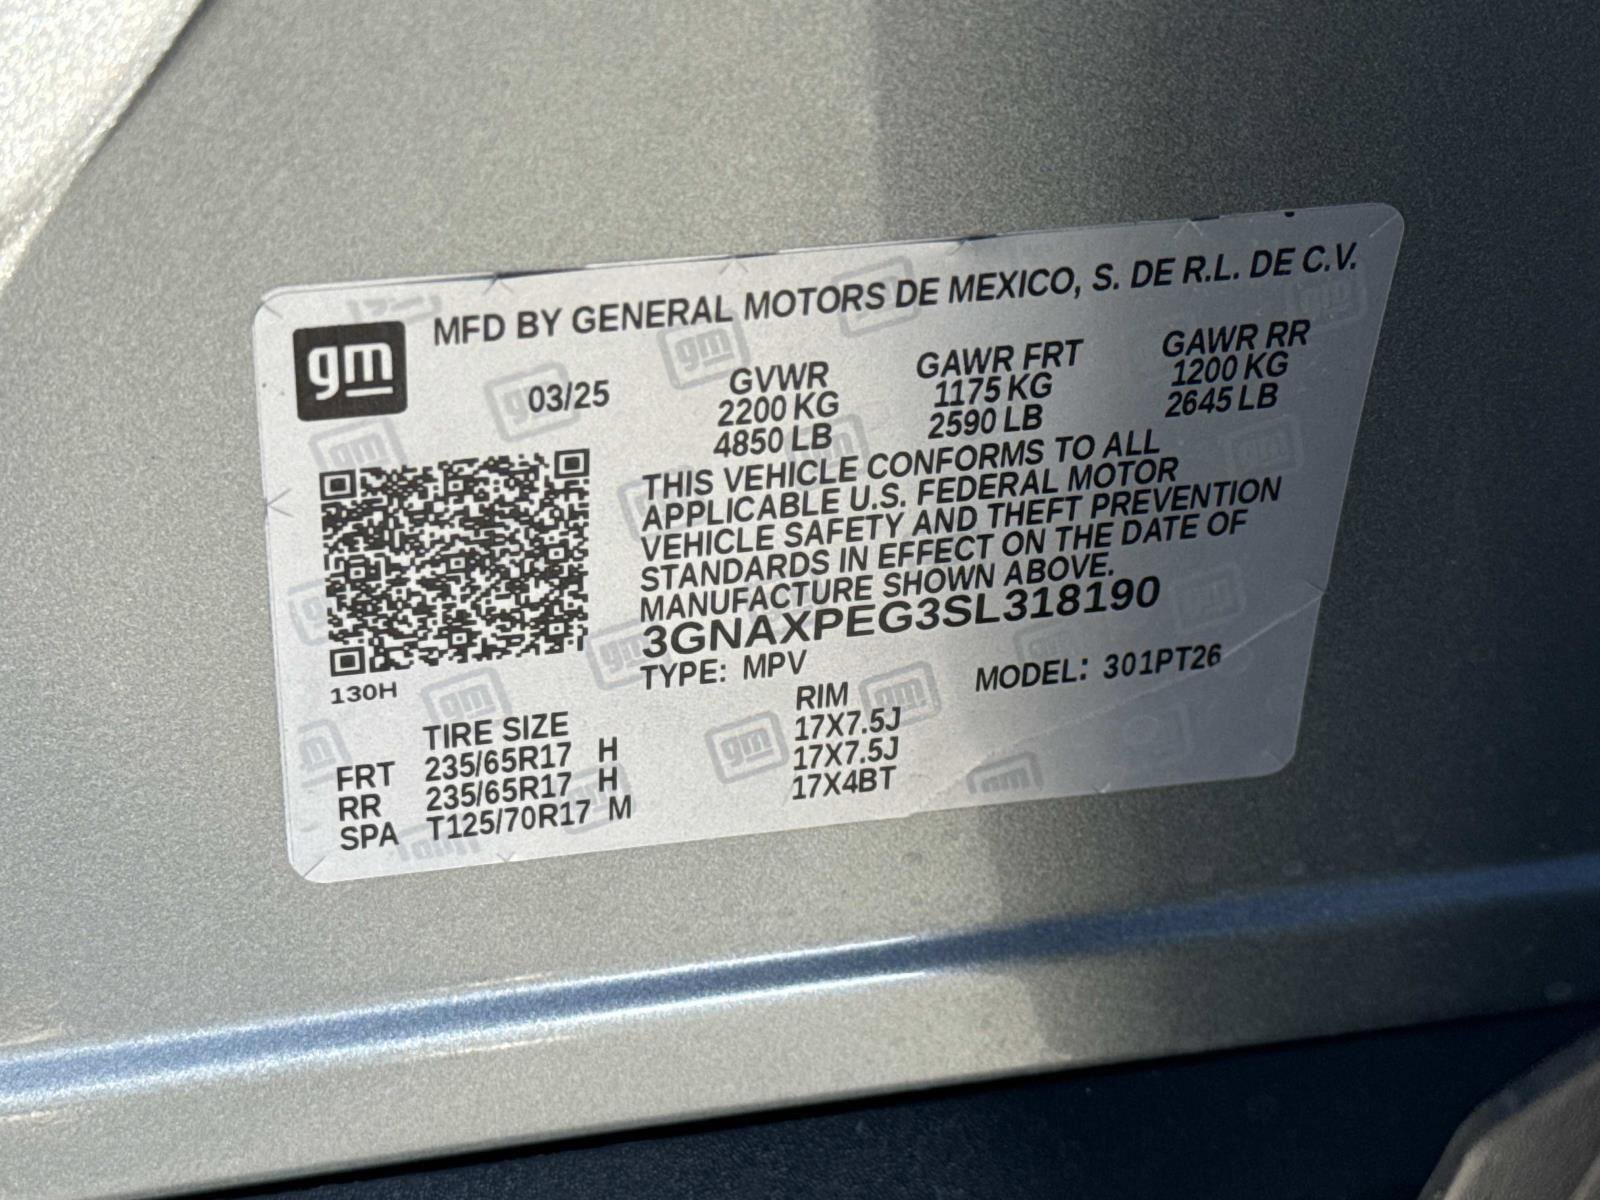 gm
MFD BY GENERAL MOTORS DE MEXICO, S. DE R.L. DE C.V.
03/25
GVWR GAWR FRT GAWR RR
2200 KG 1175 KG 1200 KG
4850 LB 2590 LB 2645 LB
THIS VEHICLE CONFORMS TO ALL
APPLICABLE U.S. FEDERAL MOTOR
VEHICLE SAFETY AND THEFT PREVENTION
STANDARDS IN EFFECT ON THE DATE OF
MANUFACTURE SHOWN ABOVE.
3GNAXPEG3SL318190
TYPE: MPV MODEL: 301PT26
130H
TIRE SIZE RIM
FRT 235/65R17 H 17X7.5J
RR 235/65R17 H 17X7.5J
SPA T125/70R17 M 17X4BT